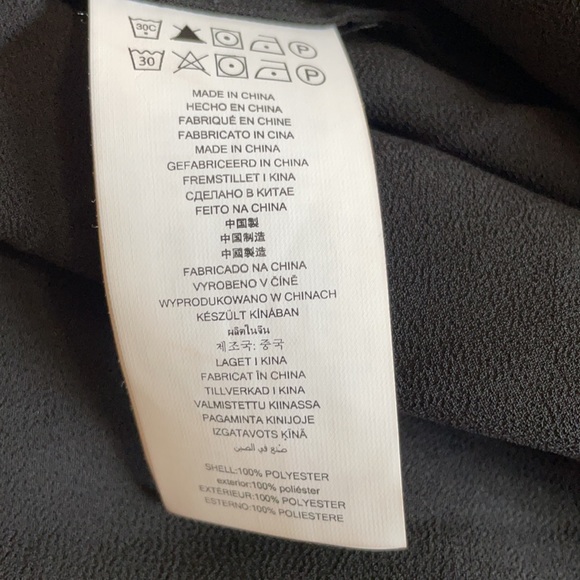 30C P
30 P
MADE IN CHINA
HECHO EN CHINA
FABRIQUÉ EN CHINE
FABBRICATO IN CINA
MADE IN CHINA
GEFABRICEERD IN CHINA
FREMSTILLET I KINA
СДЕЛАНО В КИТАЕ
FEITO NA CHINA
中国製
中国制造
中國製造
FABRICADO NA CHINA
VYROBENO V ČÍNĚ
WYPRODUKOWANO W CHINACH
KÉSZÜLT KÍNÁBAN
ผลิตในจีน
제조국: 중국
LAGET I KINA
FABRICAT ÎN CHINA
TILLVERKAD I KINA
VALMISTETTU KIINASSA
PAGAMINTA KINIJOJE
IZGATAVOTS ĶĪNĀ
صنع في الصين
SHELL:100% POLYESTER
exterior:100% poliéster
EXTÉRIEUR:100% POLYESTER
ESTERNO:100% POLIESTERE